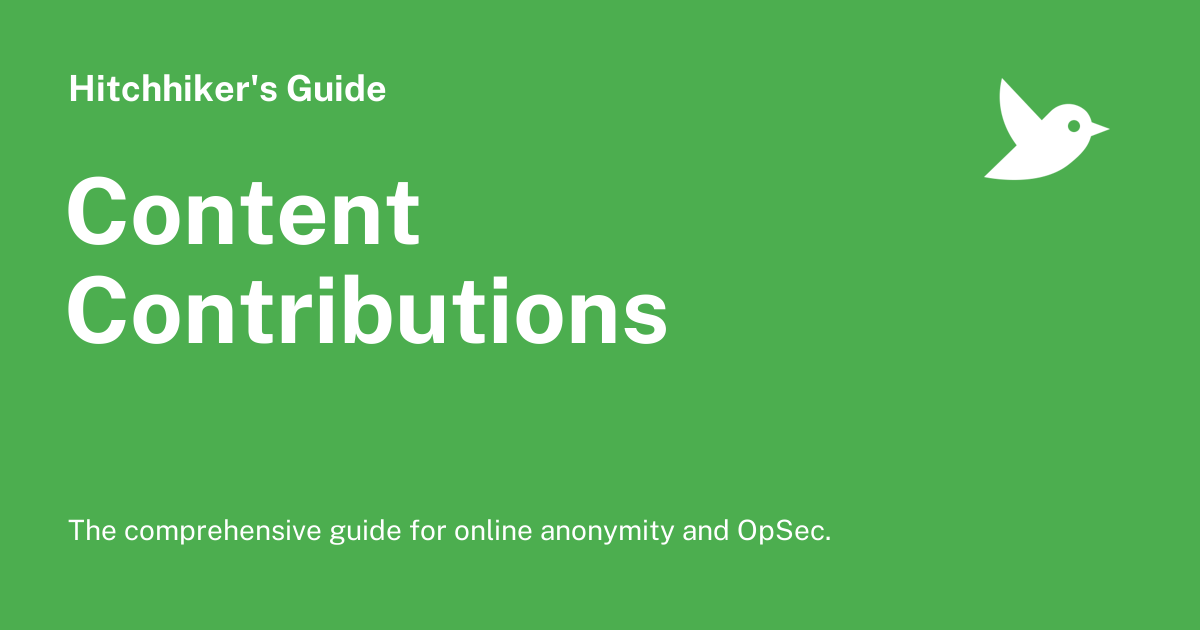 Hitchhiker's Guide
Content
Contributions
The comprehensive guide for online anonymity and OpSec.